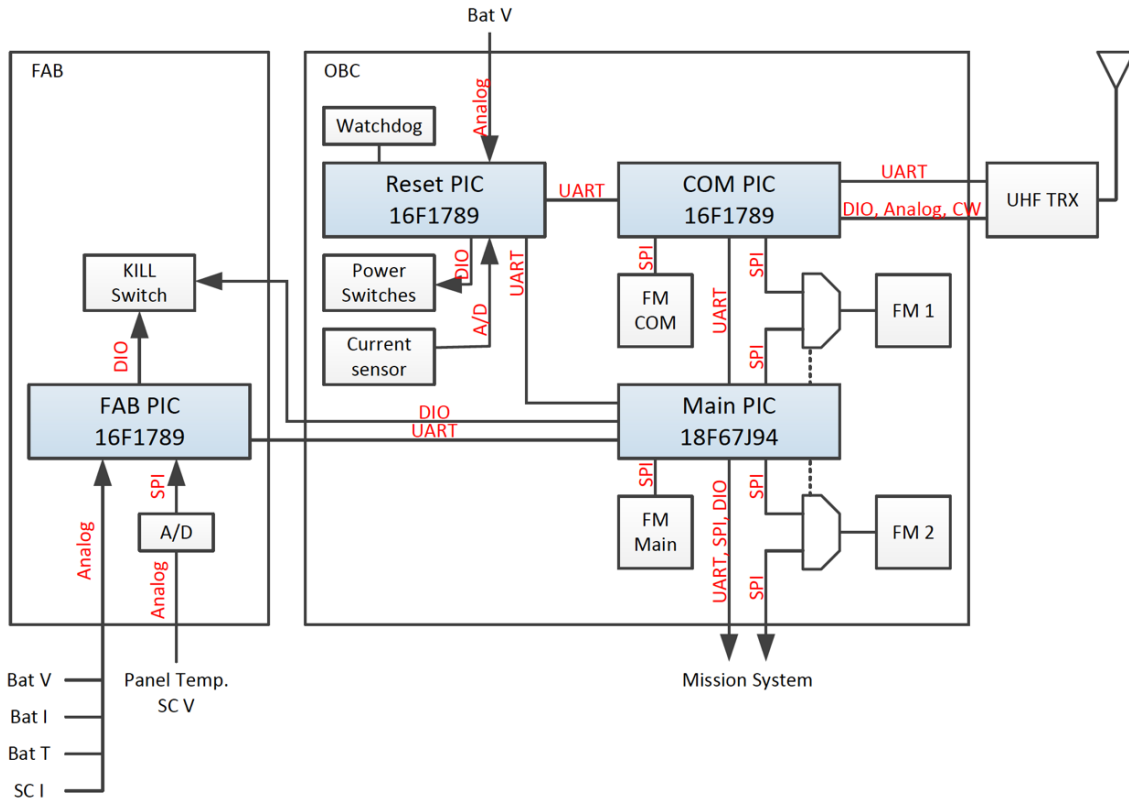 Bat V
FAB
OBC
Analog
Watchdog
Reset PIC
16F1789
UART
COM PIC
16F1789
UART
DIO, Analog, CW
UHF TRX
KILL
Switch
Power
Switches
DIO
UART
SPI
FM
COM
UART
SPI
FM 1
Current
sensor
A/D
SPI
DIO
FAB PIC
16F1789
DIO
UART
Main PIC
18F67J94
SPI
A/D
Analog
Analog
SPI
FM
Main
UART, SPI, DIO
SPI
SPI
FM 2
Bat V
Bat I
Bat T
SC I
Panel Temp.
SC V
Mission System